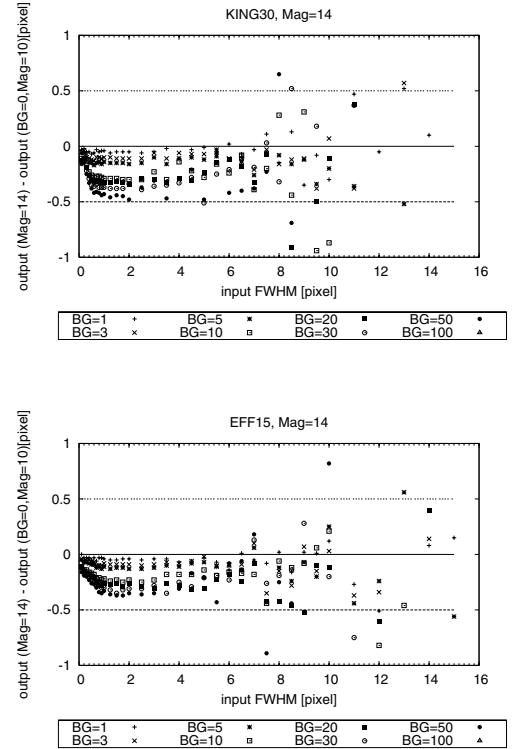 KING30, Mag=14
output (Mag=14) - output (BG=0,Mag=10)[pixel]
1
0.5
0
-0.5
-1
0 2 4 6 8 10 12 14 16
input FWHM [pixel]
BG=1 BG=5 BG=20 BG=50
BG=3 BG=10 BG=30 BG=100
EFF15, Mag=14
output (Mag=14) - output (BG=0,Mag=10)[pixel]
1
0.5
0
-0.5
-1
0 2 4 6 8 10 12 14 16
input FWHM [pixel]
BG=1 BG=5 BG=20 BG=50
BG=3 BG=10 BG=30 BG=100